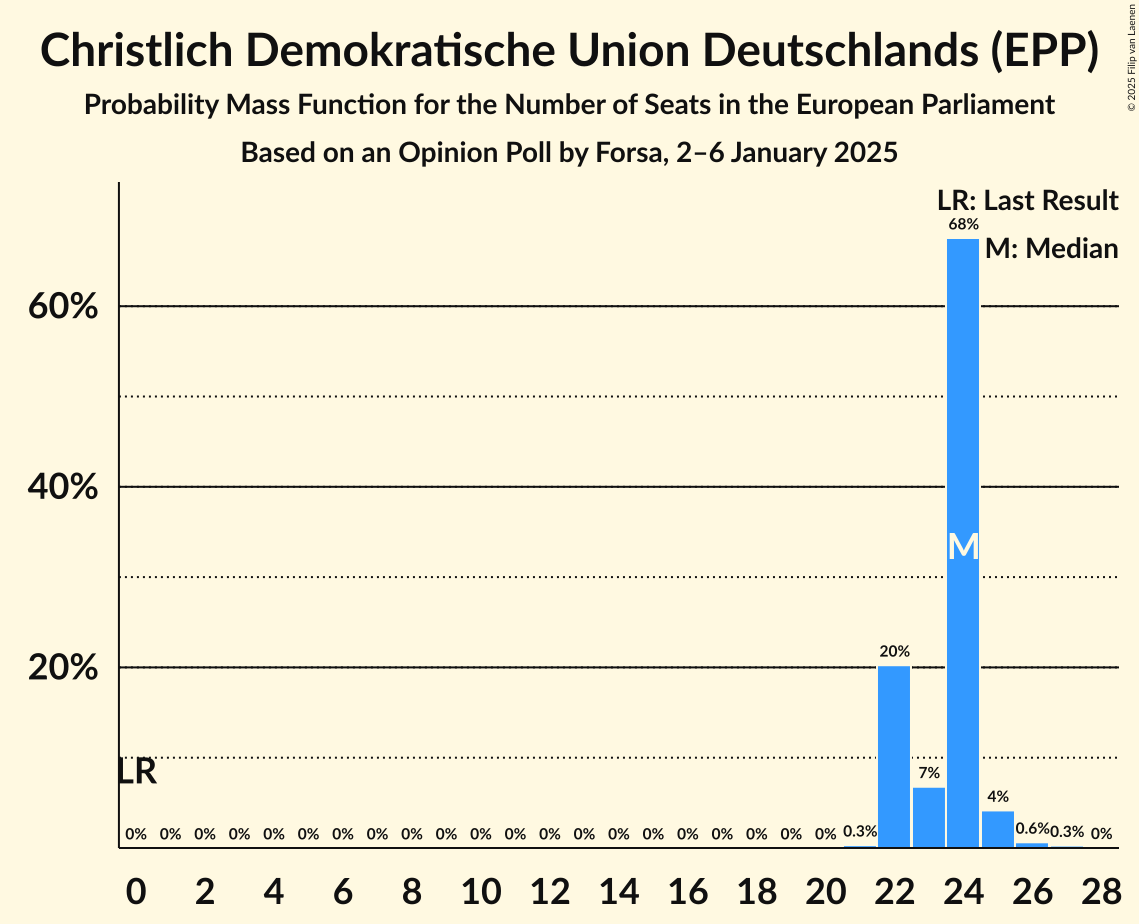 Christlich Demokratische Union Deutschlands (EPP)
Probability Mass Function for the Number of Seats in the European Parliament
Based on an Opinion Poll by Forsa, 2–6 January 2025
© 2025 Filip van Laenen
LR: Last Result
68%
M: Median
60%
40%
M
20%
20%
LR
7%
4%
0% 0% 0% 0% 0% 0% 0% 0% 0% 0% 0% 0% 0% 0% 0% 0% 0% 0% 0% 0% 0% 0.3% 0.6% 0.3% 0%
0 2 4 6 8 10 12 14 16 18 20 22 24 26 28